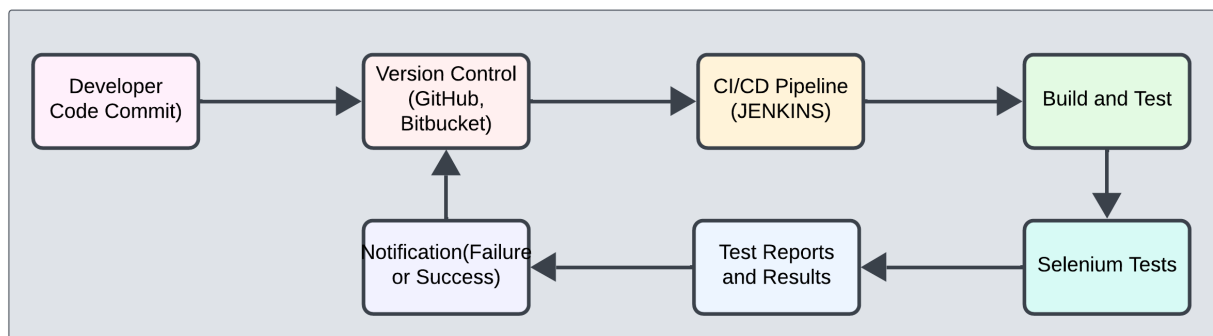 Developer
Code Commit)
Version Control
(GitHub,
Bitbucket)
CI/CD Pipeline
(JENKINS)
Build and Test
Notification(Failure
or Success)
Test Reports
and Results
Selenium Tests